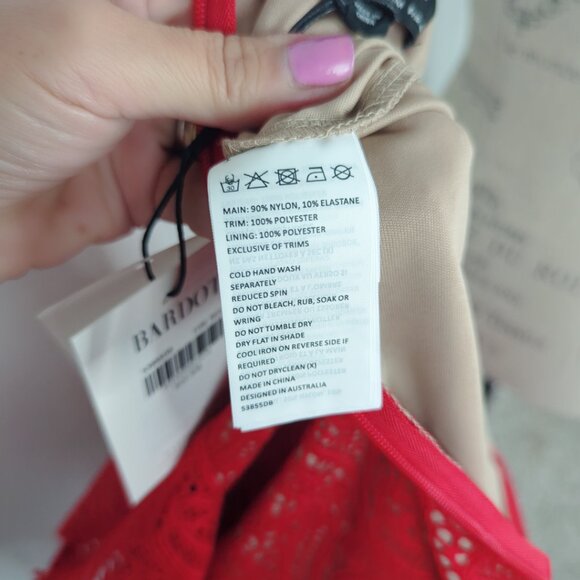 30
MAIN: 90% NYLON, 10% ELASTANE
TRIM: 100% POLYESTER
LINING: 100% POLYESTER
EXCLUSIVE OF TRIMS
COLD HAND WASH
SEPARATELY
REDUCED SPIN
DO NOT BLEACH, RUB, SOAK OR
WRING
DO NOT TUMBLE DRY
DRY FLAT IN SHADE
COOL IRON ON REVERSE SIDE IF
REQUIRED
DO NOT DRYCLEAN (X)
MADE IN CHINA
DESIGNED IN AUSTRALIA
53855DB
BARDOT